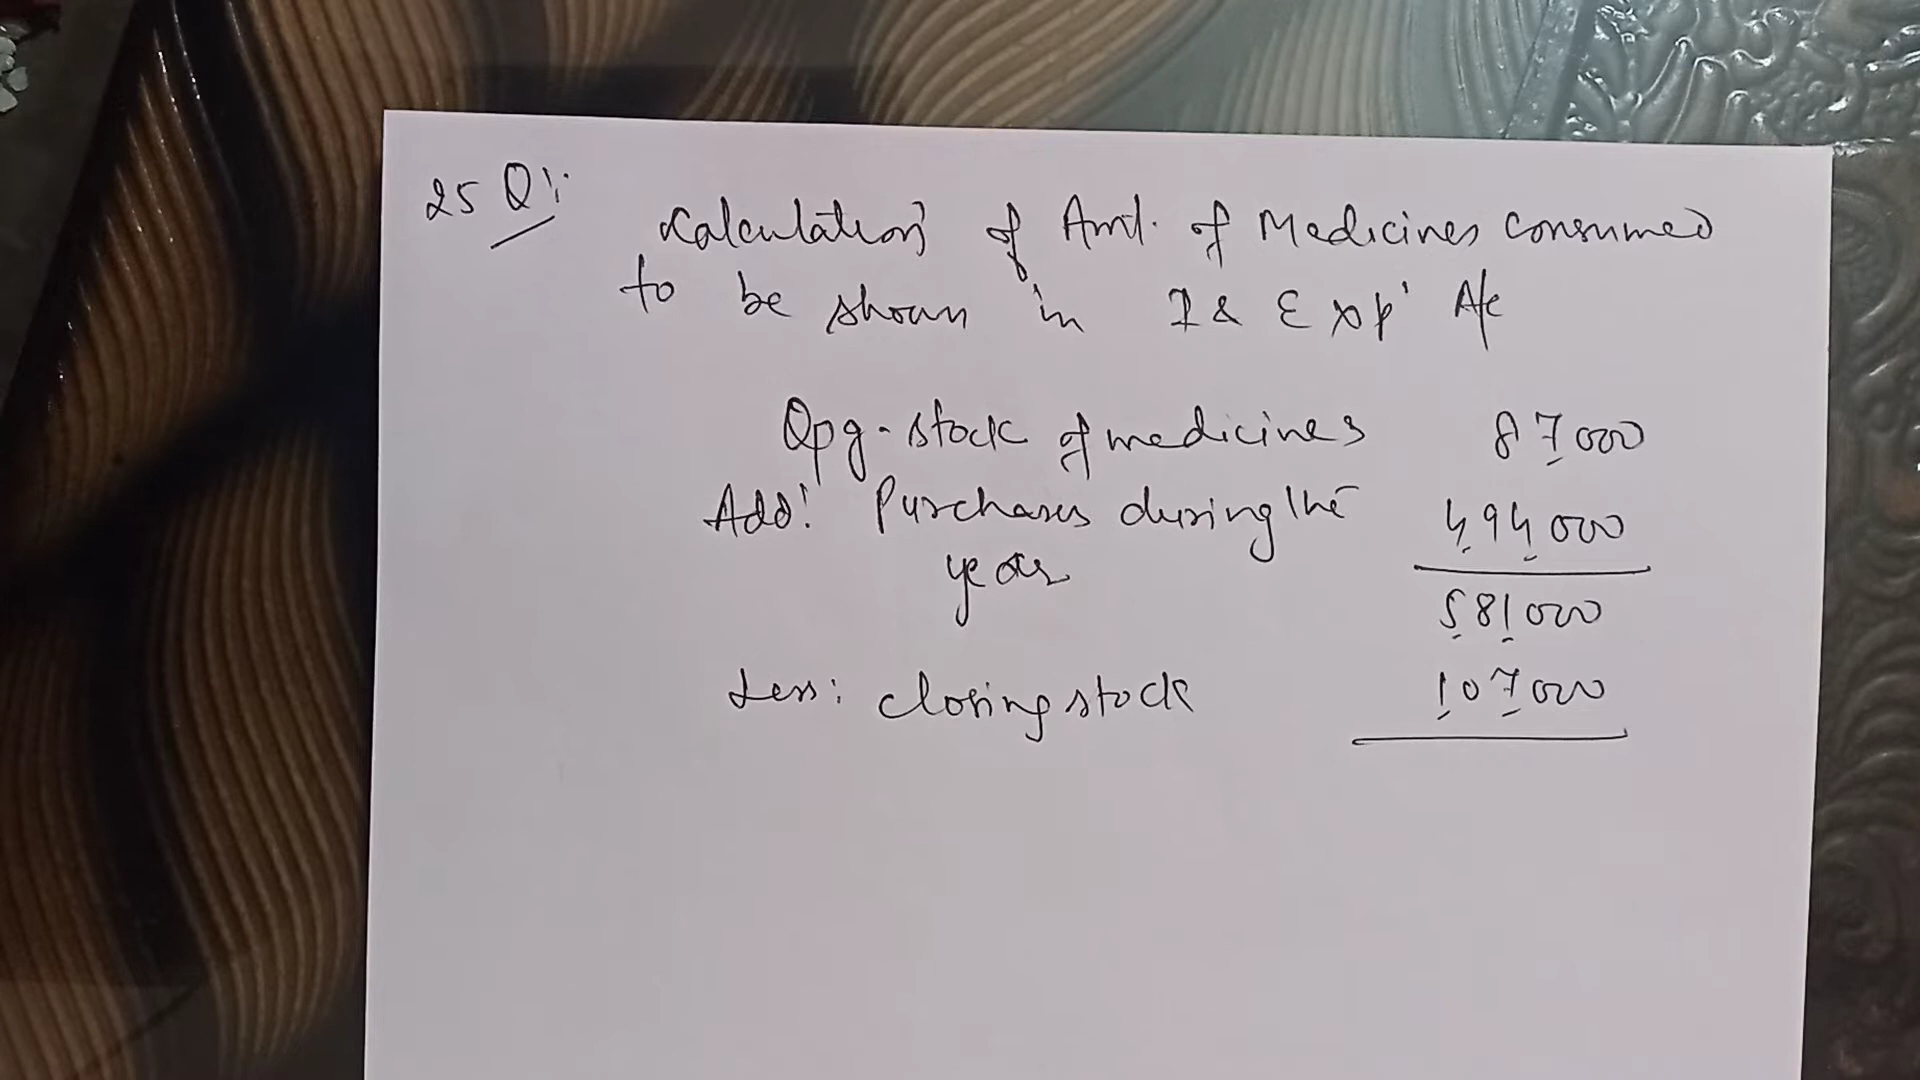 25 Q1:
Calculation of Amt. of Medicines Consumed
to be shown in I & Exp' A/c
Opg. stock of medicines 87000
Add: Purchases during the 494000
year
581000
Less: closing stock 107000